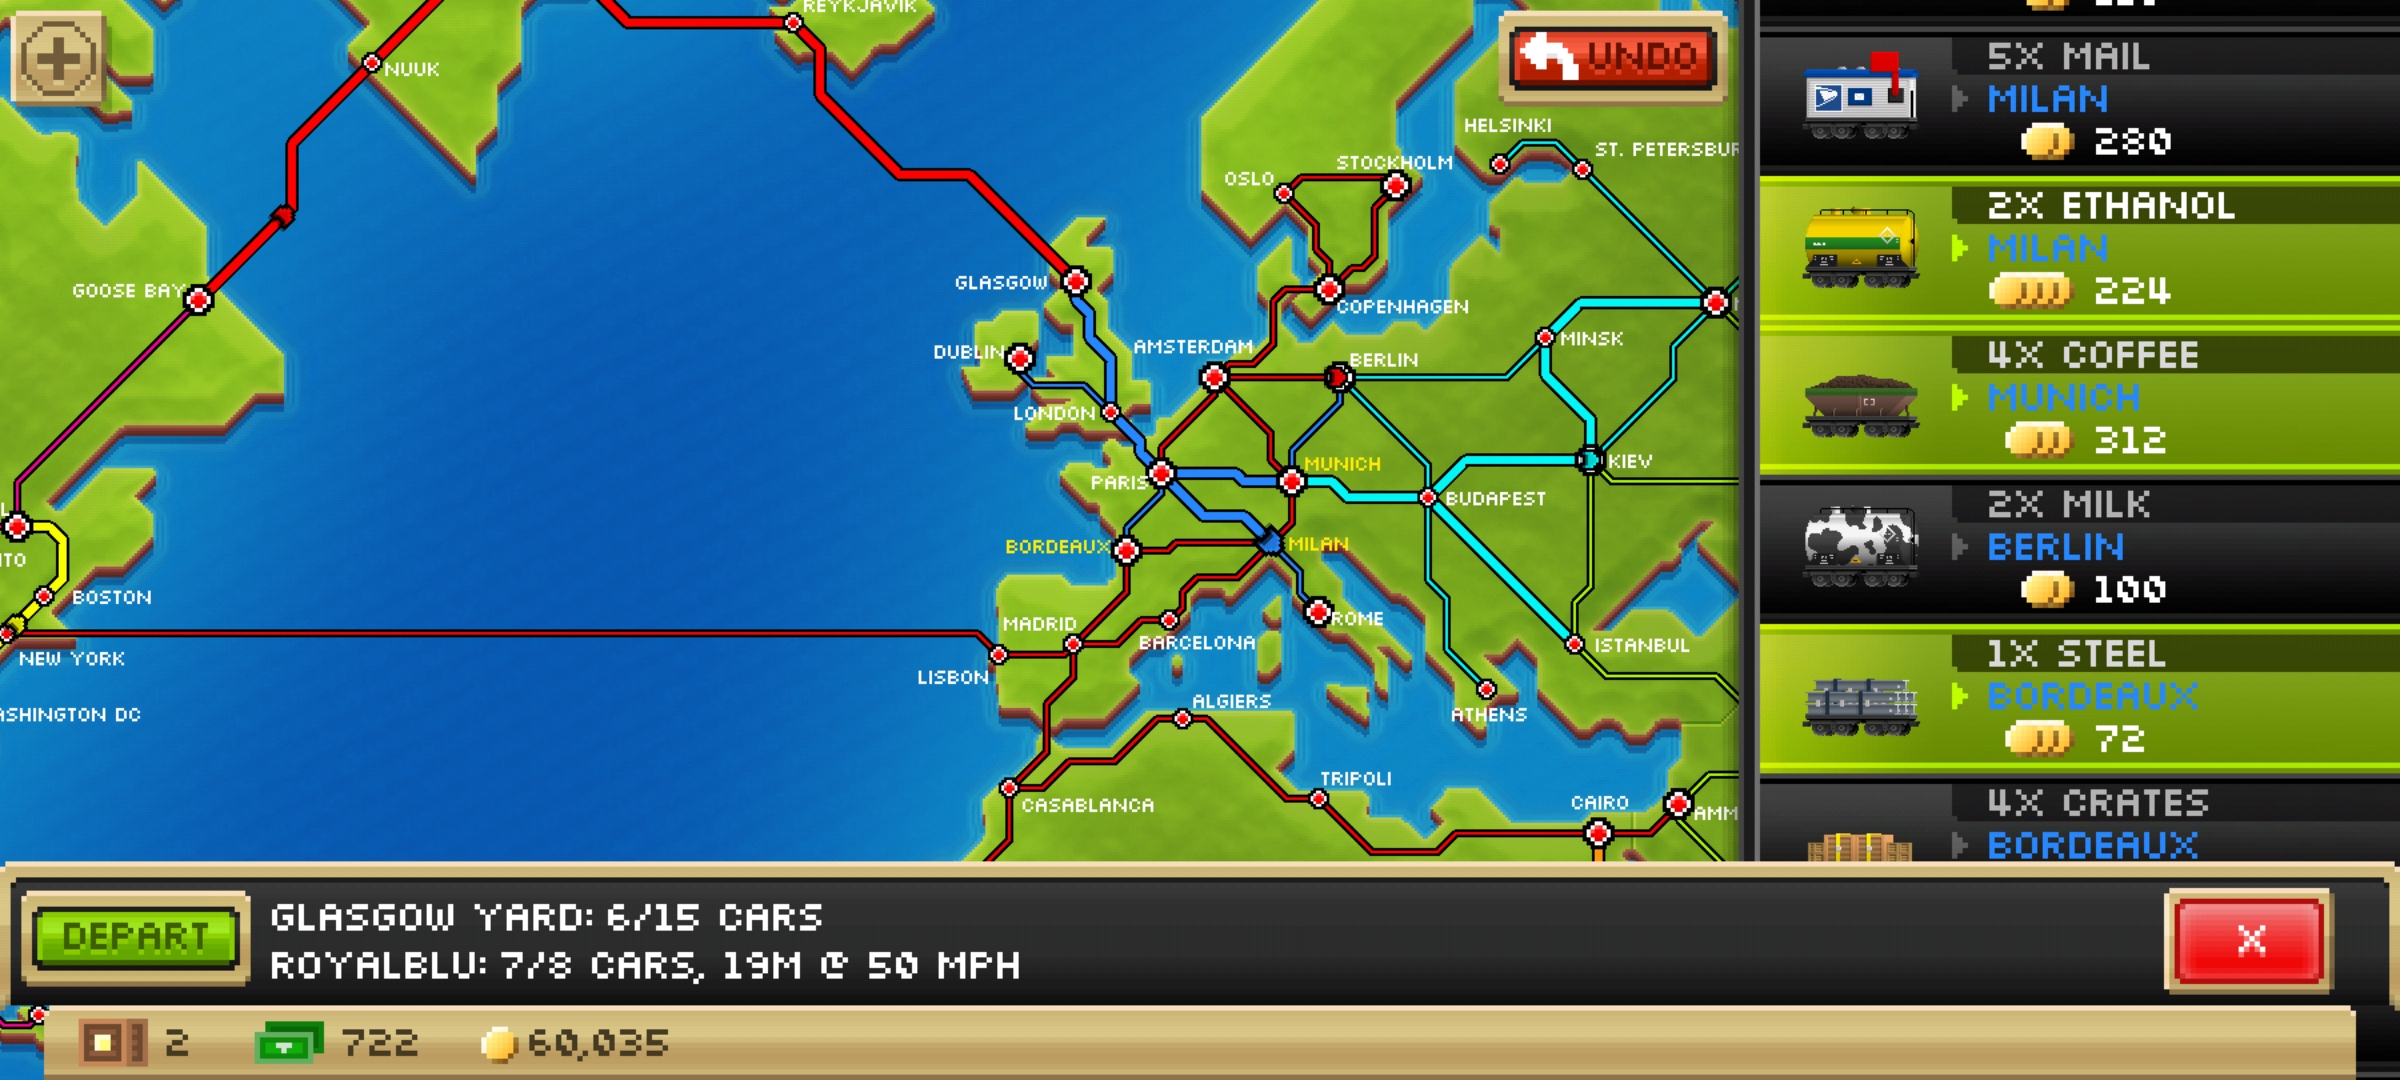 REYKJAVIK
NUUK
UNDO
HELSINKI
STOCKHOLM
OSLO
ST. PETERSBUR
GLASGOW
GOOSE BAY
COPENHAGEN
AMSTERDAM
BERLIN
MINSK
DUBLIN
LONDON
MUNICH
KIEV
PARIS
BUDAPEST
BORDEAUX
MILAN
TO
BOSTON
MADRID
BARCELONA
ROME
ISTANBUL
NEW YORK
LISBON
ALGIERS
ATHENS
ASHINGTON DC
TRIPOLI
CASABLANCA
CAIRO
AMM
5X MAIL
MILAN
280
2X ETHANOL
MILAN
224
4X COFFEE
MUNICH
312
2X MILK
BERLIN
100
1X STEEL
BORDEAUX
72
4X CRATES
BORDEAUX
DEPART
GLASGOW YARD: 6/15 CARS
ROYALBLU: 7/8 CARS, 19M @ 50 MPH
X
2
722
60,035